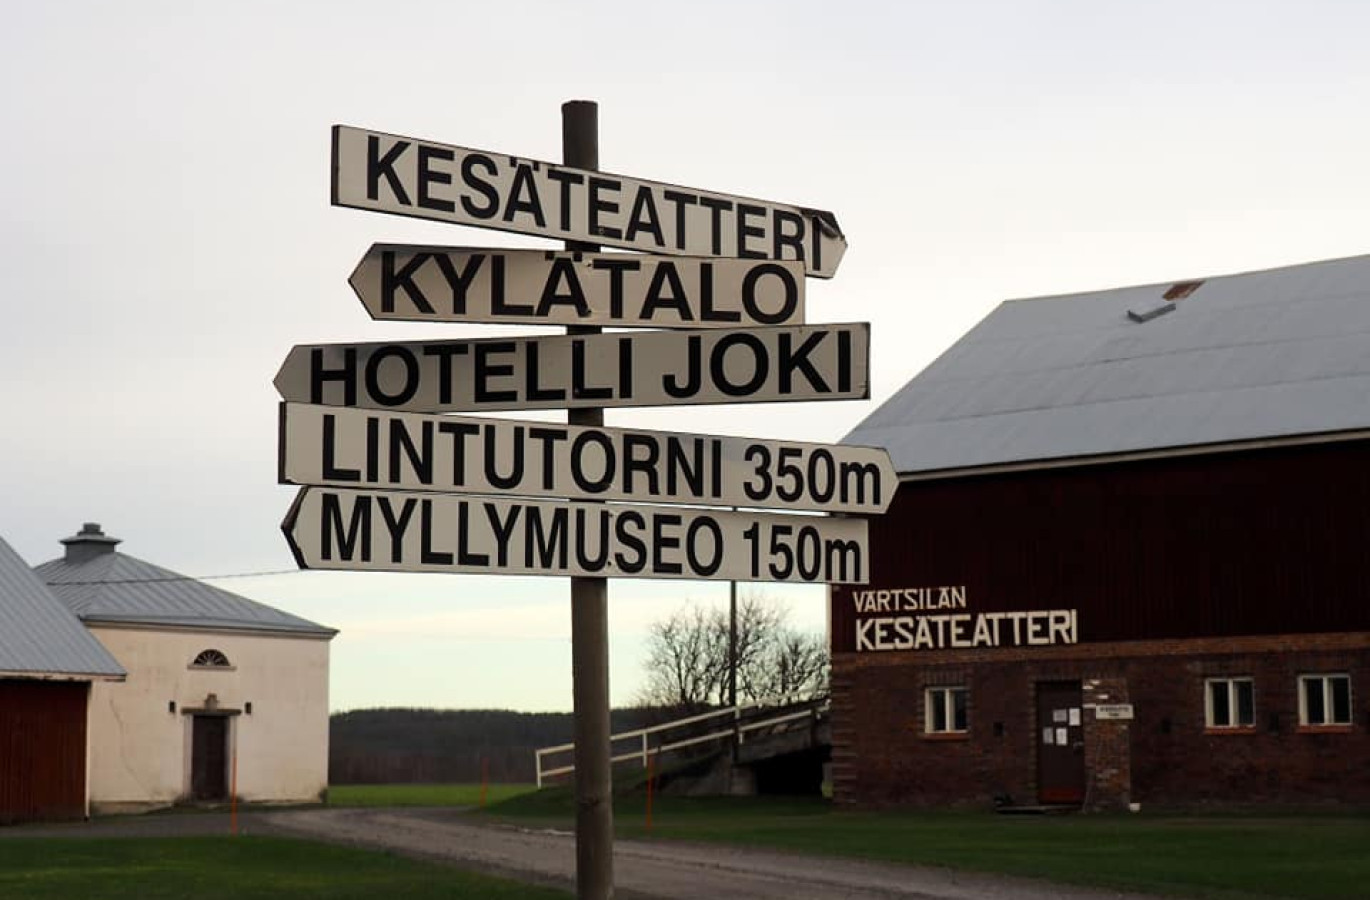 KESÄTEATTERI
KYLÄTALO
HOTELLI JOKI
LINTUTORNI 350m
MYLLYMUSEO 150m
VÄRTSILÄN
KESÄTEATTERI